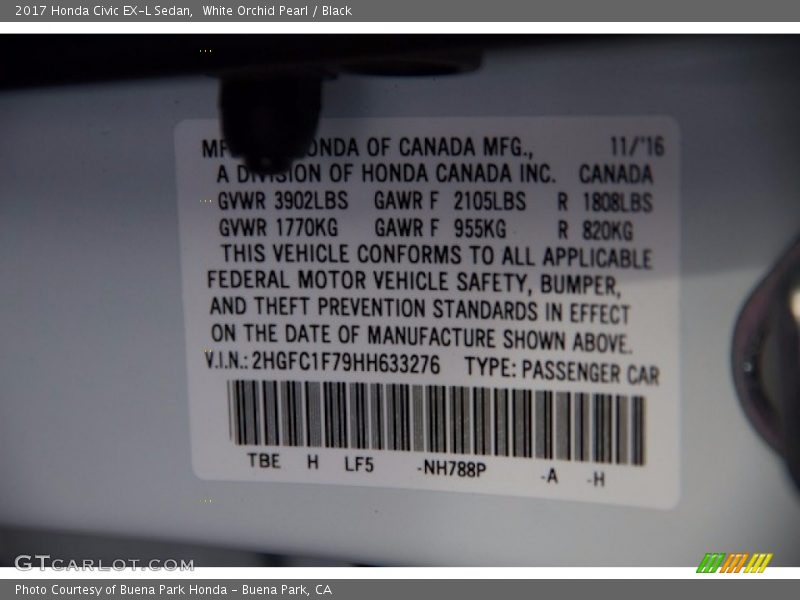 2017 Honda Civic EX-L Sedan, White Orchid Pearl / Black
OF CANADA MFG., 11/'16
A DIVISION OF HONDA CANADA INC. CANADA
GVWR 3902LBS GAWR F 2105LBS R 1808LBS
GVWR 1770KG GAWR F 955KG R 820KG
THIS VEHICLE CONFORMS TO ALL APPLICABLE
FEDERAL MOTOR VEHICLE SAFETY, BUMPER,
AND THEFT PREVENTION STANDARDS IN EFFECT
ON THE DATE OF MANUFACTURE SHOWN ABOVE.
V.I.N.: 2HGFC1F79HH633276 TYPE: PASSENGER CAR
TBE H LF5 -NH788P -A -H
GTCARLOT.COM
Photo Courtesy of Buena Park Honda - Buena Park, CA